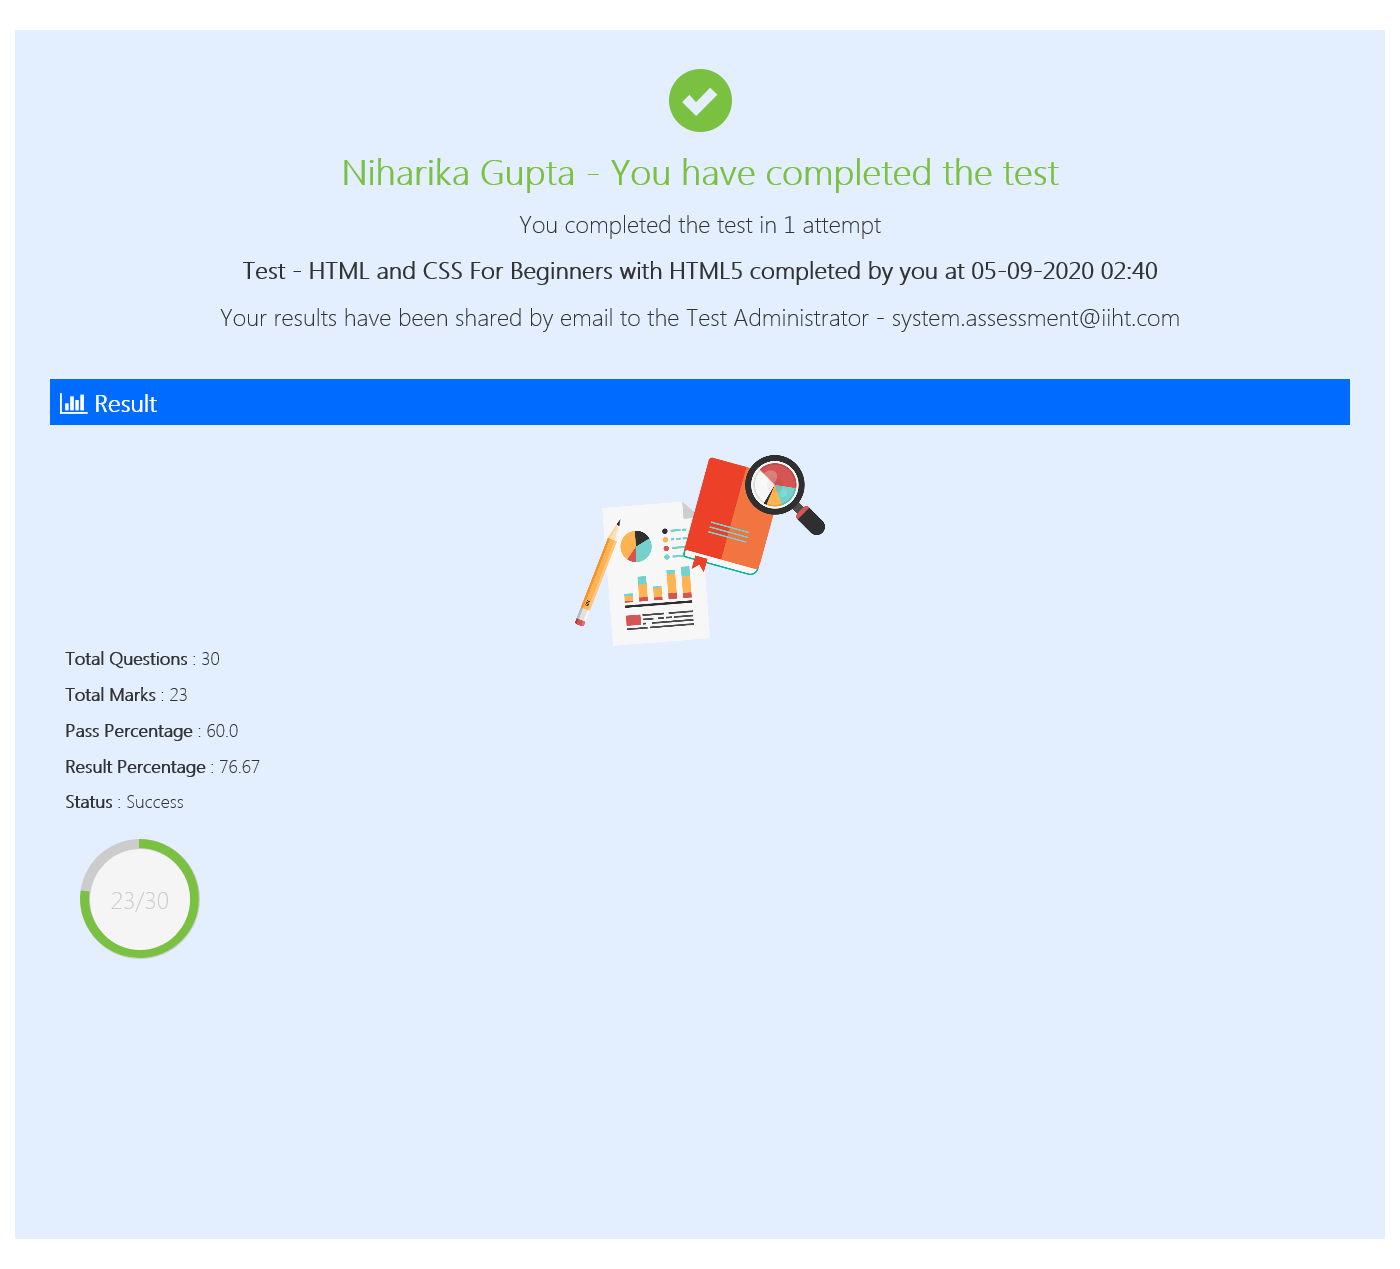 Niharika Gupta - You have completed the test
You completed the test in 1 attempt
Test - HTML and CSS For Beginners with HTML5 completed by you at 05-09-2020 02:40
Your results have been shared by email to the Test Administrator - system.assessment@iiht.com
Result
Total Questions : 30
Total Marks : 23
Pass Percentage : 60.0
Result Percentage : 76.67
Status : Success
23/30